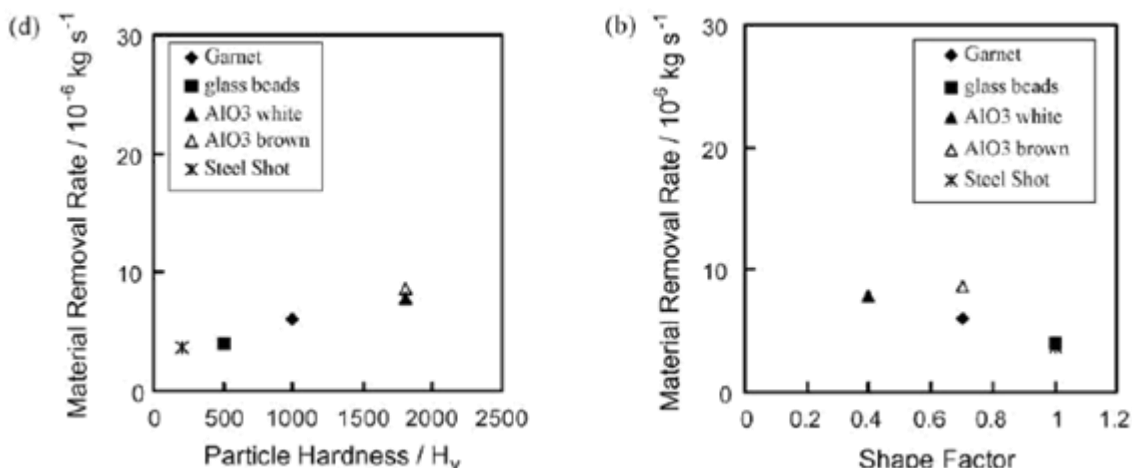 (d)
Material Removal Rate / 10⁻⁶ kg s⁻¹
30
20
10
0
Garnet
glass beads
AlO3 white
AlO3 brown
Steel Shot
0 500 1000 1500 2000 2500
Particle Hardness / Hᵥ
(b)
Material Removal Rate / 10⁻⁶ kg s⁻¹
30
20
10
0
Garnet
glass beads
AlO3 white
AlO3 brown
Steel Shot
0 0.2 0.4 0.6 0.8 1 1.2
Shape Factor